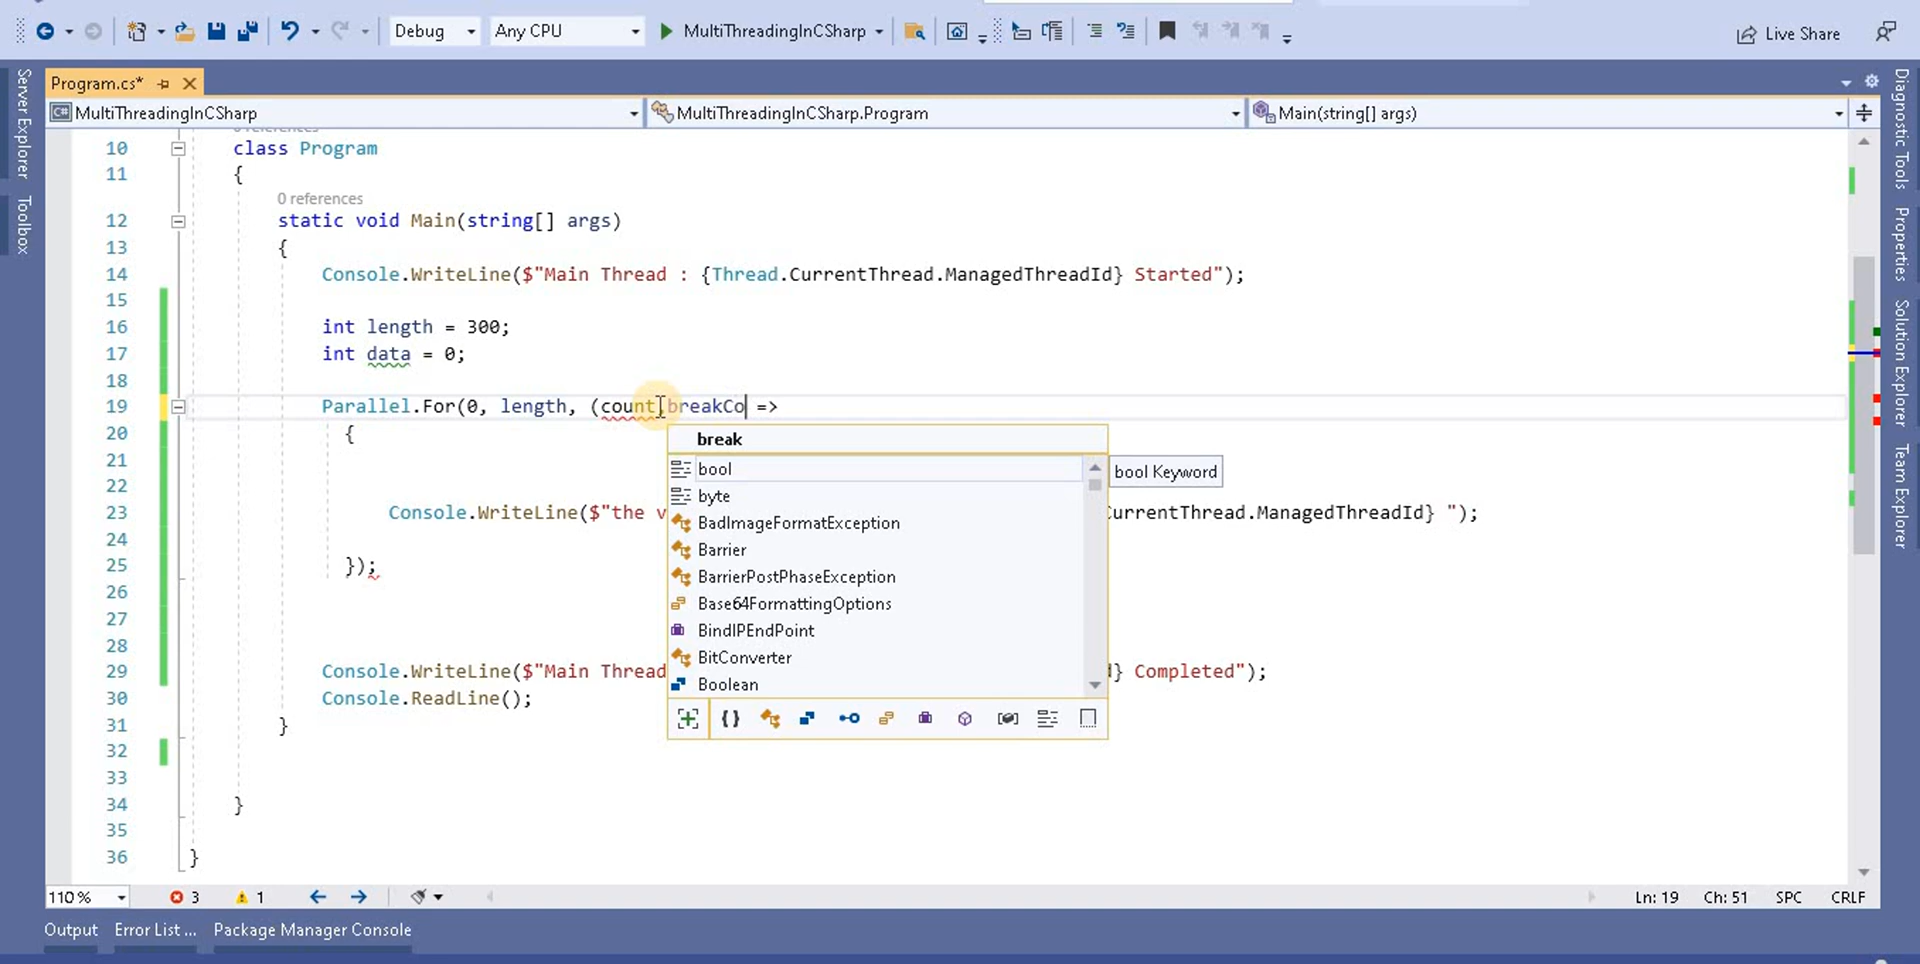 Debug Any CPU MultiThreadingInCSharp Live Share
Program.cs*
MultiThreadingInCSharp MultiThreadingInCSharp.Program Main(string[] args)
Server Explorer
Toolbox
10 class Program
11 {
0 references
12 static void Main(string[] args)
13 {
14 Console.WriteLine($"Main Thread : {Thread.CurrentThread.ManagedThreadId} Started");
15
16 int length = 300;
17 int data = 0;
18
19 Parallel.For(0, length, (count,breakCo =>
20 {
21
22
23 Console.WriteLine($"the v CurrentThread.ManagedThreadId} ");
24
25 });
26
27
28
29 Console.WriteLine($"Main Thread } Completed");
30 Console.ReadLine();
31 }
32
33
34 }
35
36 }
break
bool
byte
BadImageFormatException
Barrier
BarrierPostPhaseException
Base64FormattingOptions
BindIPEndPoint
BitConverter
Boolean
bool Keyword
Diagnostic Tools
Properties
Solution Explorer
Team Explorer
110 % 3 1 Ln: 19 Ch: 51 SPC CRLF
Output Error List ... Package Manager Console